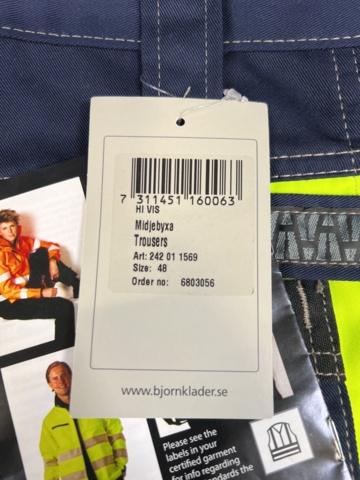 7 311451 160063
HI VIS
Midjebyxa
Trousers
Art: 242 01 1569
Size: 48
Order no: 6803056
www.bjornklader.se
Please see the
labels in your
certified garment
for info regarding
standards the